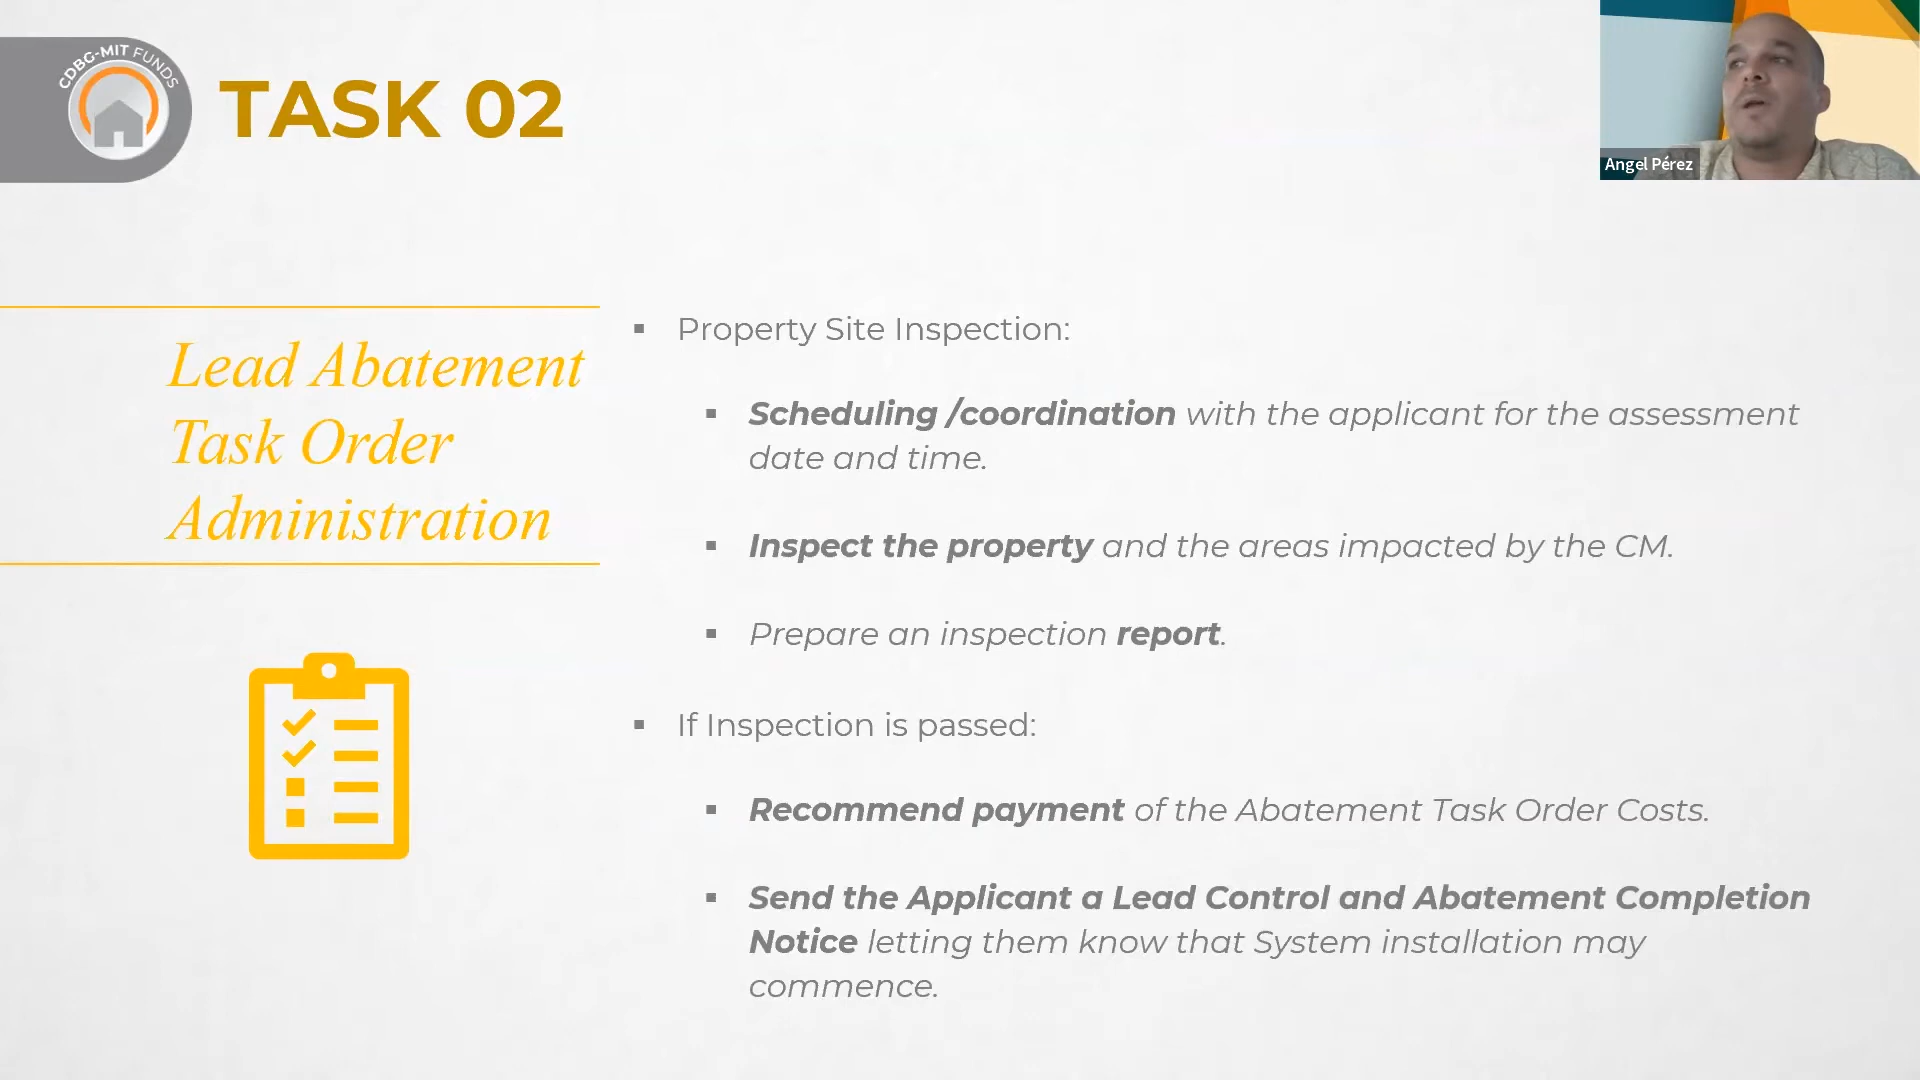 CDBG-MIT FUNDS
TASK 02
Angel Pérez
Lead Abatement
Task Order
Administration
▪ Property Site Inspection:
▪ Scheduling /coordination with the applicant for the assessment
date and time.
▪ Inspect the property and the areas impacted by the CM.
▪ Prepare an inspection report.
▪ If Inspection is passed:
▪ Recommend payment of the Abatement Task Order Costs.
▪ Send the Applicant a Lead Control and Abatement Completion
Notice letting them know that System installation may
commence.